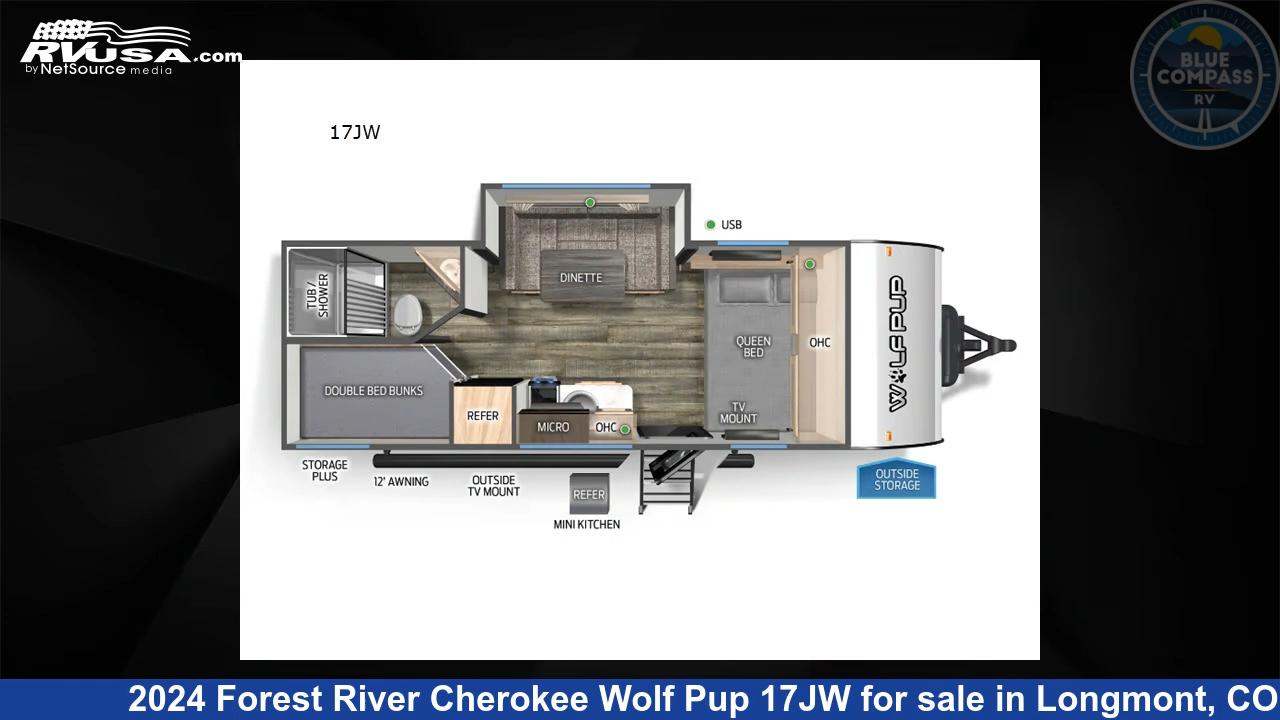 RVUSA.com
by NetSource media
BLUE
COMPASS
RV
17JW
USB
TUB /
SHOWER
DINETTE
QUEEN
BED
OHC
WOLF PUP
DOUBLE BED BUNKS
REFER
MICRO
OHC
TV
MOUNT
STORAGE
PLUS
12' AWNING
OUTSIDE
TV MOUNT
REFER
MINI KITCHEN
OUTSIDE
STORAGE
2024 Forest River Cherokee Wolf Pup 17JW for sale in Longmont, CO